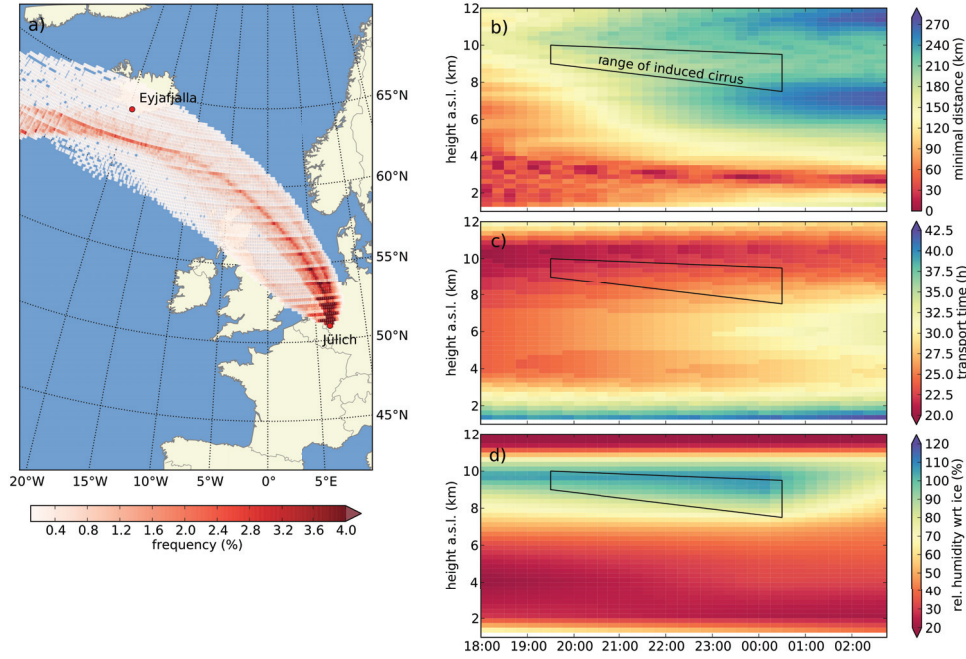 a)
Eyjafjalla
Jülich
65°N
60°N
55°N
50°N
45°N
20°W 15°W 10°W 5°W 0°E 5°E
0.4 1.2 1.6 2.0 2.4 2.8 3.2 3.6 4.0
frequency (%)
b)
range of induced cirrus
height a.s.l. (km)
12
10
8
6
4
2
270
240
210
180
150
120
90
60
30
0
minimal distance (km)
c)
height a.s.l. (km)
12
10
8
6
4
2
42.5
40.0
37.5
35.0
32.5
30.0
27.5
25.0
22.5
20.0
transport time (h)
d)
height a.s.l. (km)
12
10
8
6
4
2
120
110
100
90
80
70
60
50
40
30
20
rel. humidity wrt ice (%)
18:00 19:00 20:00 21:00 22:00 23:00 00:00 01:00 02:00